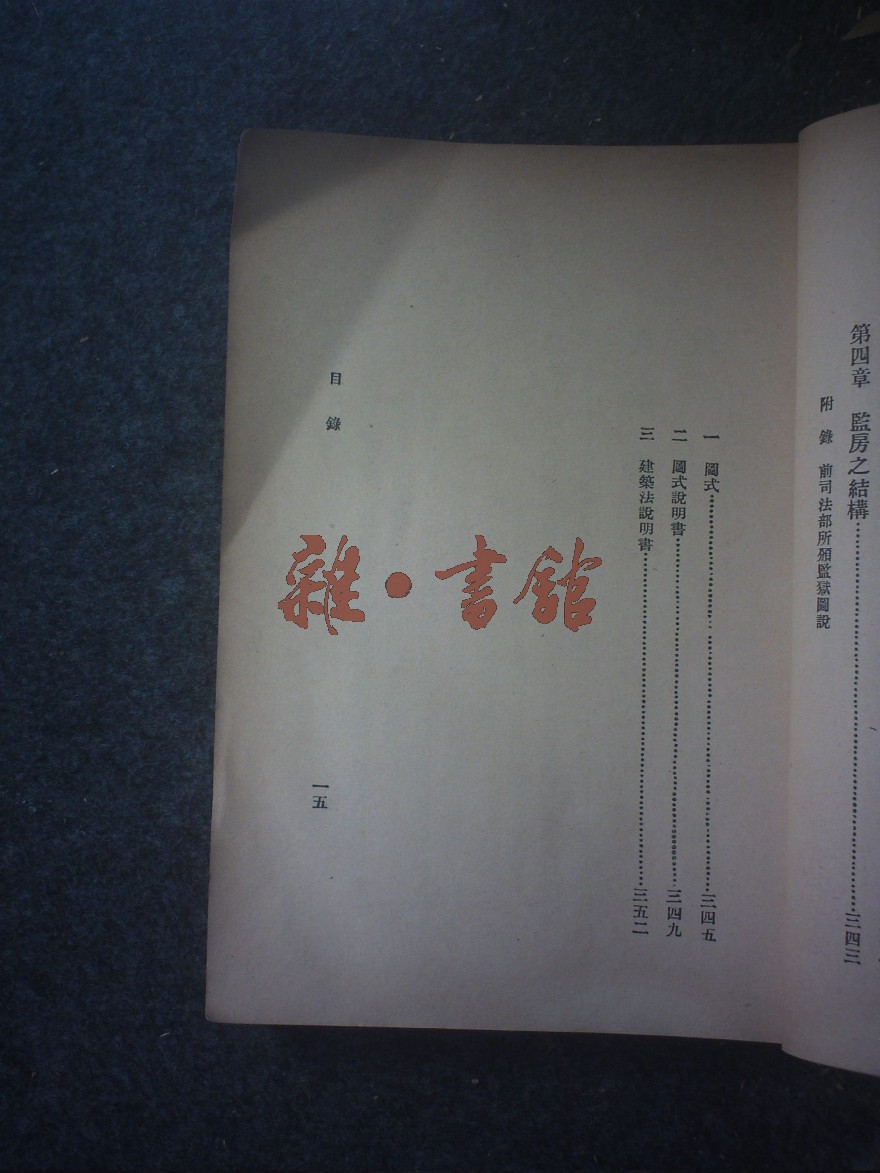 第四章　監房之結構……三四三
附錄　前司法部所頒監獄圖說
一　圖式……三四五
二　圖式說明書……三四九
三　建築法說明書……三五二
目錄
一五
雜·書館